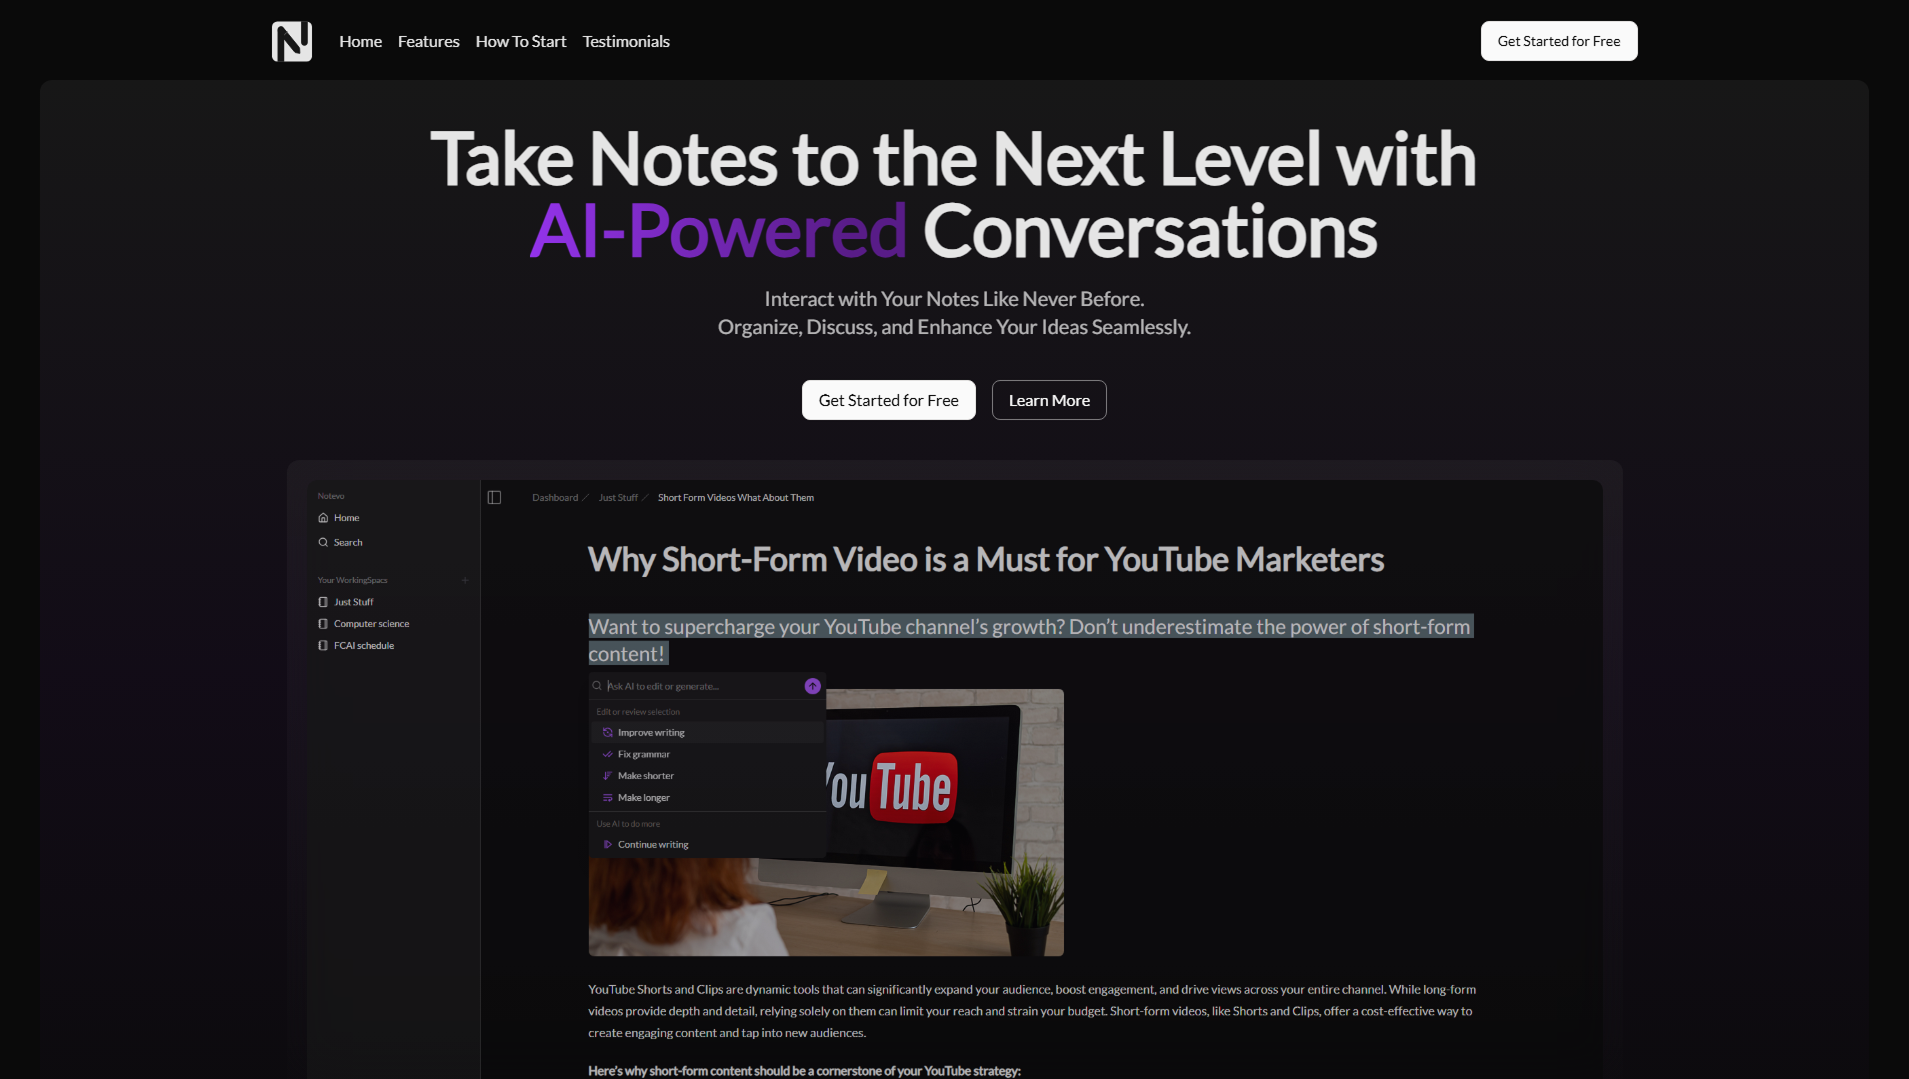 Home Features How To Start Testimonials
Get Started for Free
Take Notes to the Next Level with
AI-Powered Conversations
Interact with Your Notes Like Never Before.
Organize, Discuss, and Enhance Your Ideas Seamlessly.
Get Started for Free
Learn More
Notevo
Home
Search
Your WorkingSpacs
Just Stuff
Computer science
FCAI schedule
Dashboard / Just Stuff / Short Form Videos What About Them
Why Short-Form Video is a Must for YouTube Marketers
Want to supercharge your YouTube channel’s growth? Don’t underestimate the power of short-form
content!
Ask AI to edit or generate...
Edit or review selection
Improve writing
Fix grammar
Make shorter
Make longer
Use AI to do more
Continue writing
YouTube
YouTube Shorts and Clips are dynamic tools that can significantly expand your audience, boost engagement, and drive views across your entire channel. While long-form
videos provide depth and detail, relying solely on them can limit your reach and strain your budget. Short-form videos, like Shorts and Clips, offer a cost-effective way to
create engaging content and tap into new audiences.
Here’s why short-form content should be a cornerstone of your YouTube strategy: